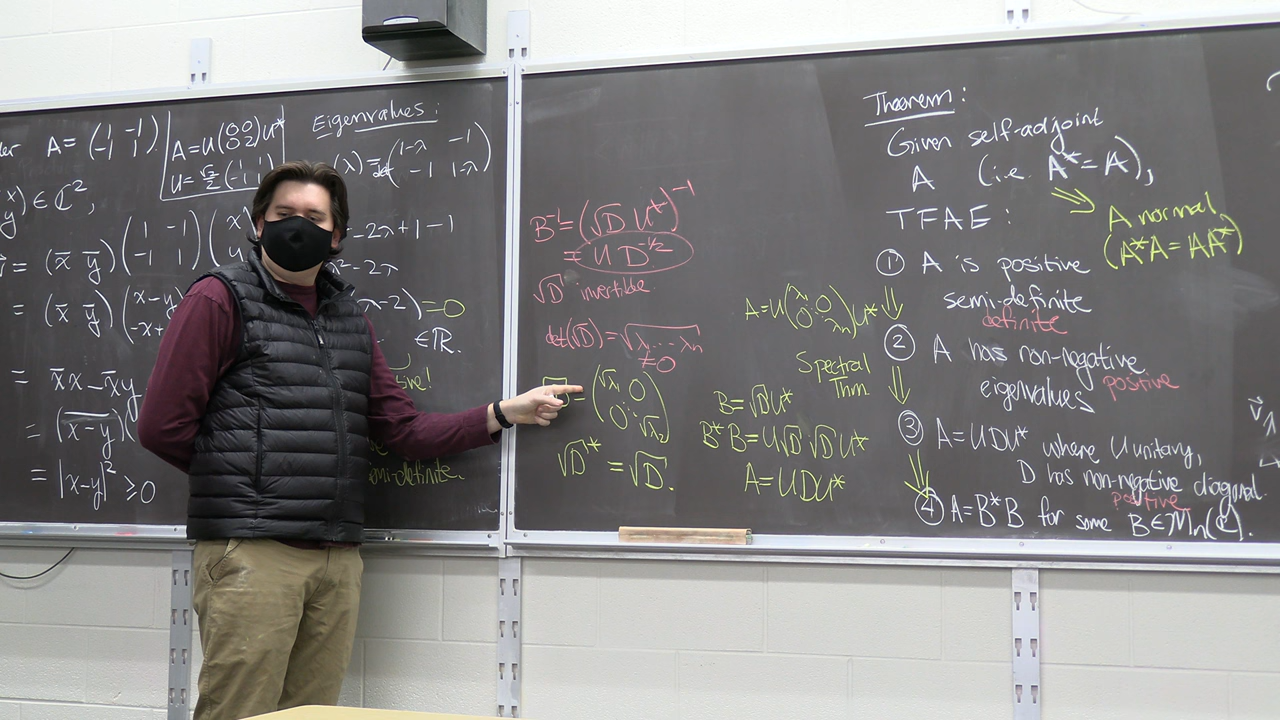 A = (1 -1
-1 1)
A = U(0 0
0 2)U*
U = √2/2 (1 1
-1 1)
Eigenvalues:
(λ) = det(1-λ -1
-1 1-λ)
y) ∈ ℂ²,
(x̄ ȳ)(1 -1
-1 1)(x
- 2λ + 1 - 1
- 2λ
= (x̄ ȳ)(x-y
-x+
λ-2) = 0
∈ ℝ.
= x̄x - x̄y
= (x-y)‾
= |x-y|² ≥ 0
semi-definite.
B⁻¹ = (√D U*)⁻¹
= U D^(-1/2)
√D invertible
det(√D) = √λ₁...λₙ
≠ 0
= (√λ₁ 0
0 ⋱ √λ₂)
√D* = √D.
A = U(λ₁ 0
0 ⋱ λₙ)U*
Spectral
Thm.
B = √D U*
B*B = U√D √D U*
A = UDU*
Theorem:
Given self-adjoint
A (i.e. A* = A),
⇒ A normal
(A*A = AA*)
TFAE:
① A is positive
semi-definite
definite
② A has non-negative
eigenvalues positive
③ A = UDU* where U unitary,
D has non-negative diagonal.
positive
④ A = B*B for some B ∈ Mn(ℂ).